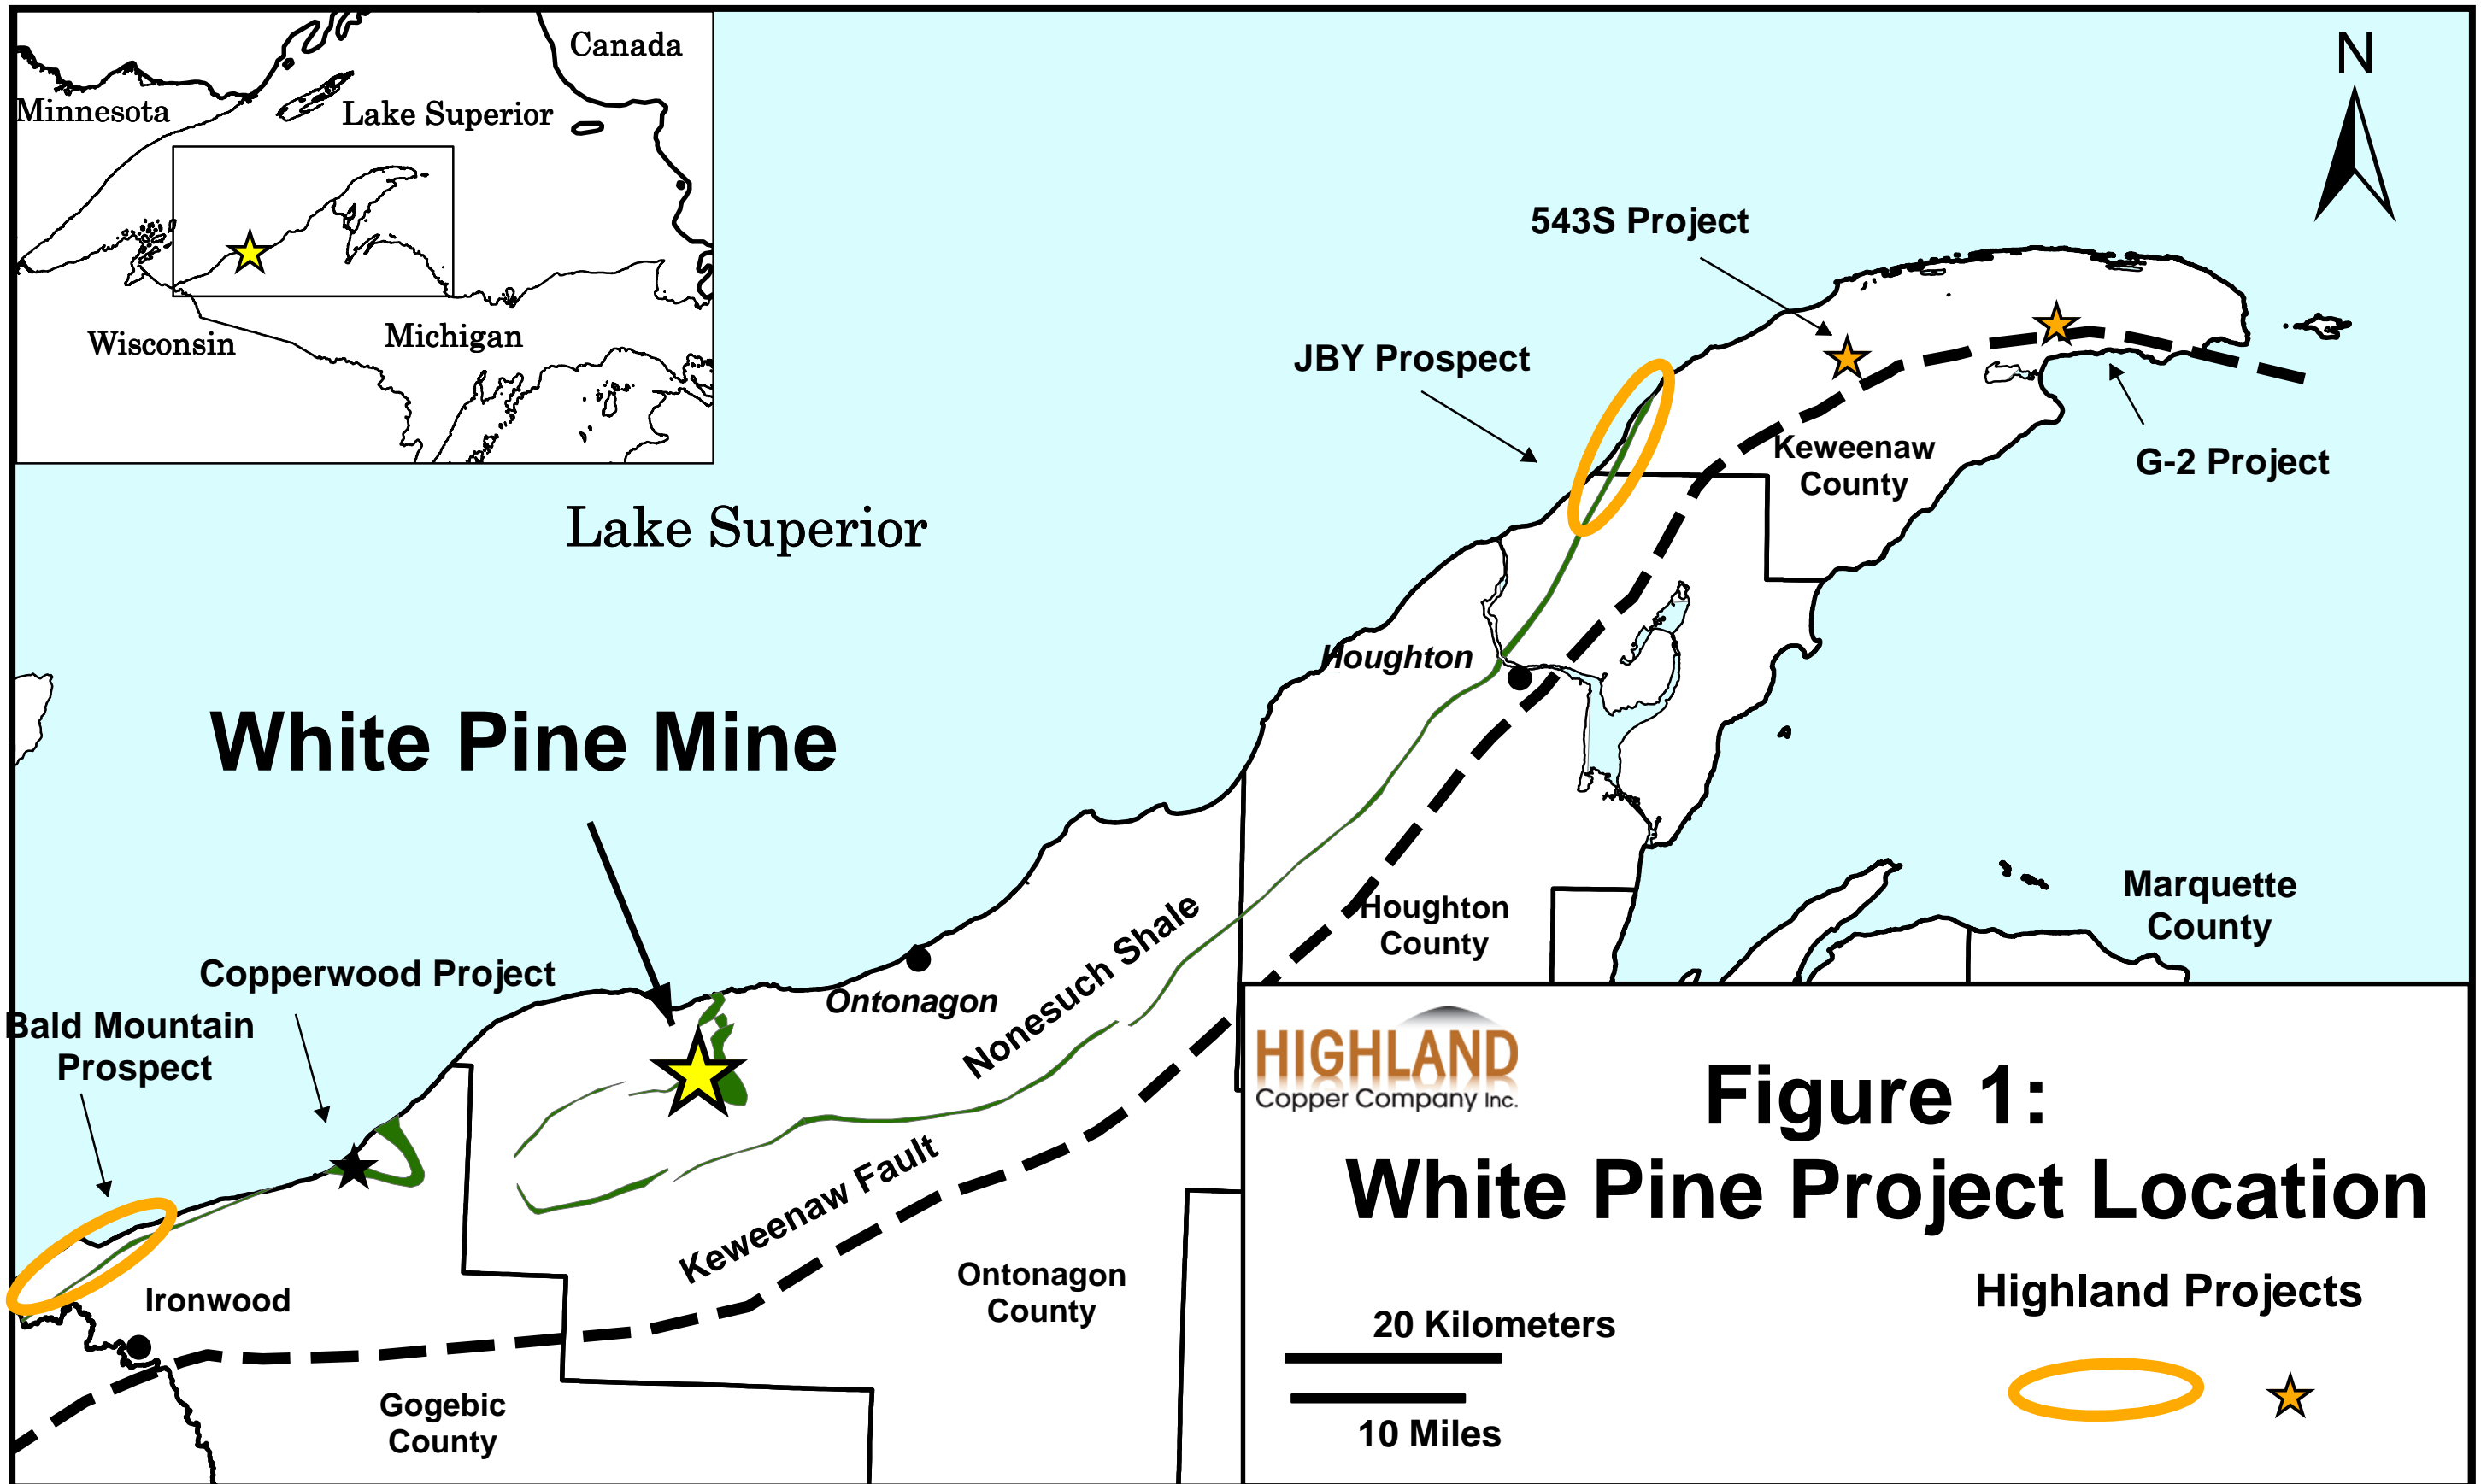 Canada
Minnesota
Lake Superior
Wisconsin
Michigan
N
543S Project
JBY Prospect
Keweenaw
County
G-2 Project
Lake Superior
Houghton
White Pine Mine
Houghton
County
Marquette
County
Nonesuch Shale
Copperwood Project
Ontonagon
Bald Mountain
Prospect
Keweenaw Fault
Ironwood
Ontonagon
County
Gogebic
County
HIGHLAND
Copper Company Inc.
Figure 1:
White Pine Project Location
Highland Projects
20 Kilometers
10 Miles